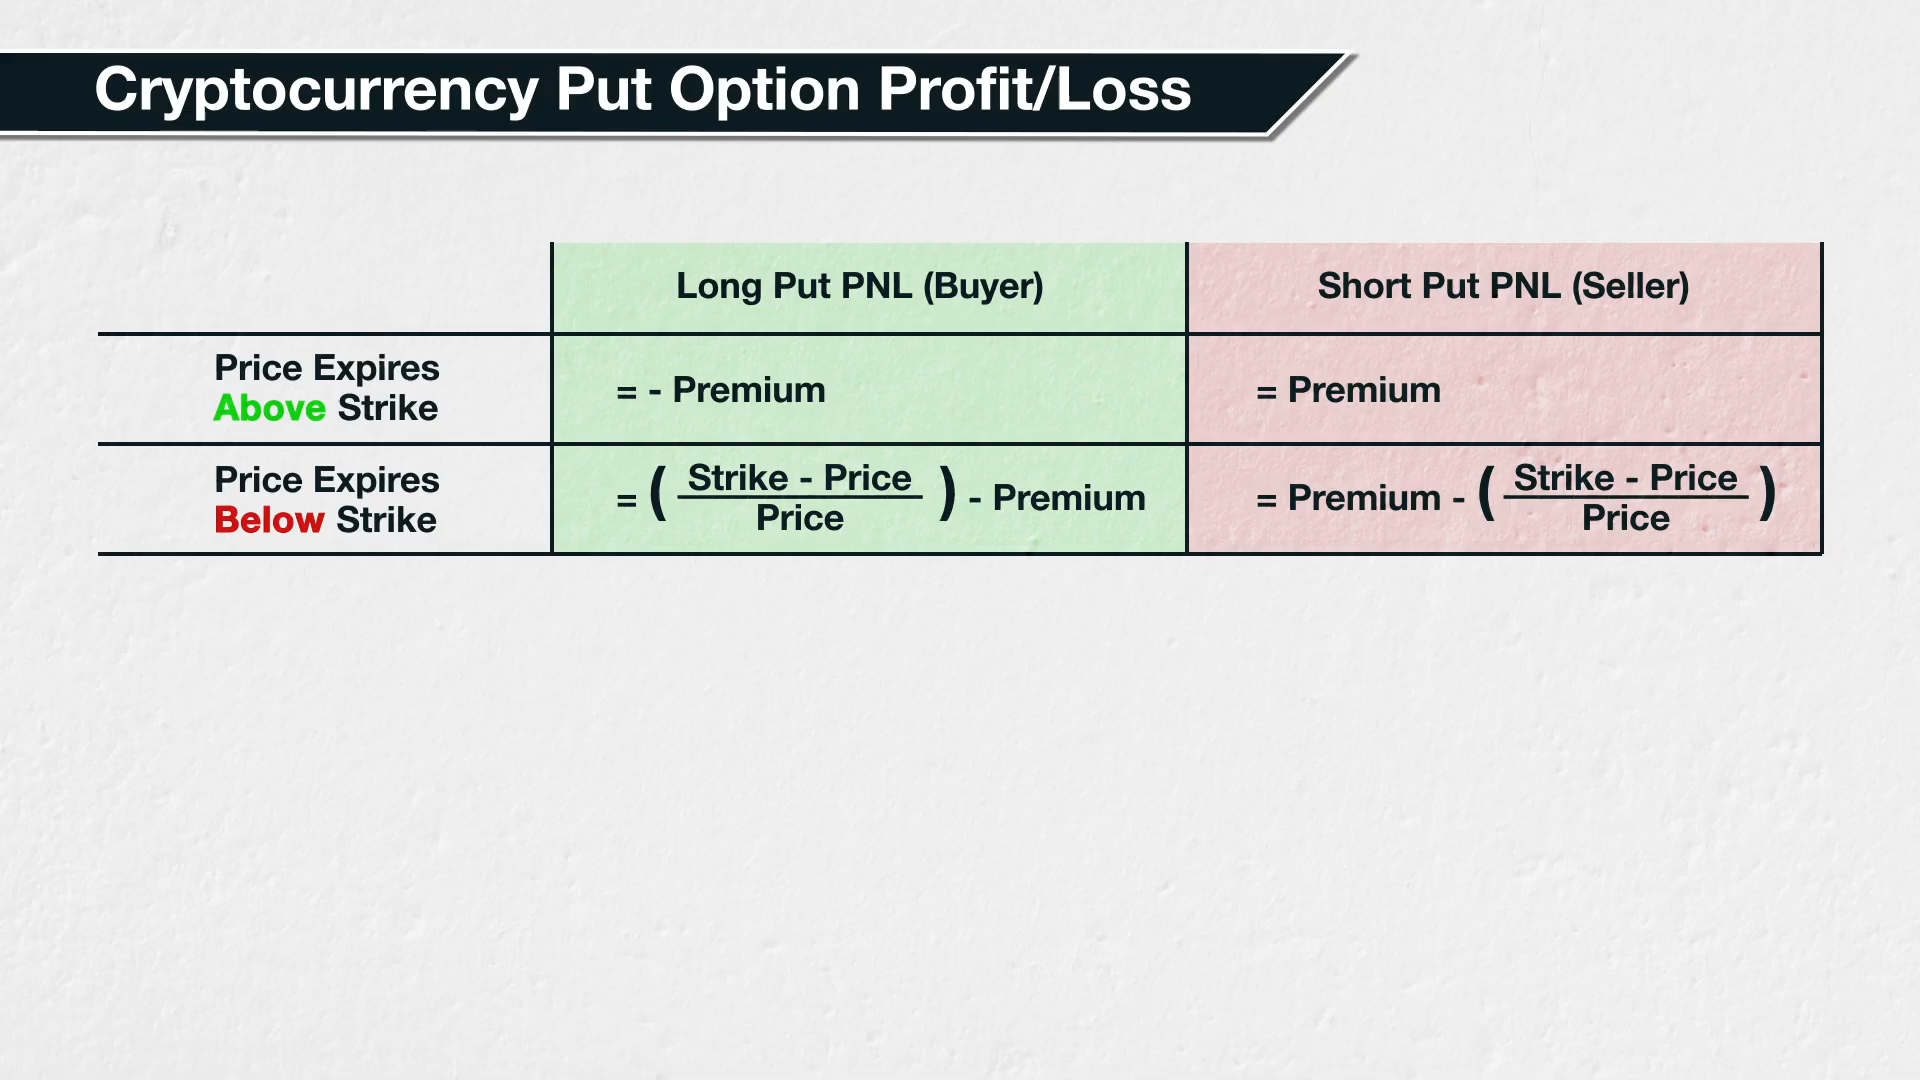 Cryptocurrency Put Option Profit/Loss
Long Put PNL (Buyer)
Short Put PNL (Seller)
Price Expires
Above Strike
= - Premium
= Premium
Price Expires
Below Strike
= ( Strike - Price / Price ) - Premium
= Premium - ( Strike - Price / Price )